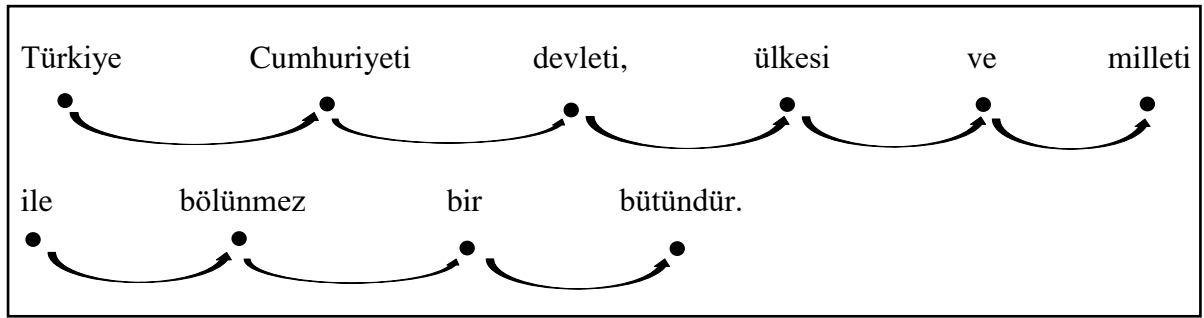 Türkiye Cumhuriyeti devleti, ülkesi ve milleti
ile bölünmez bir bütündür.